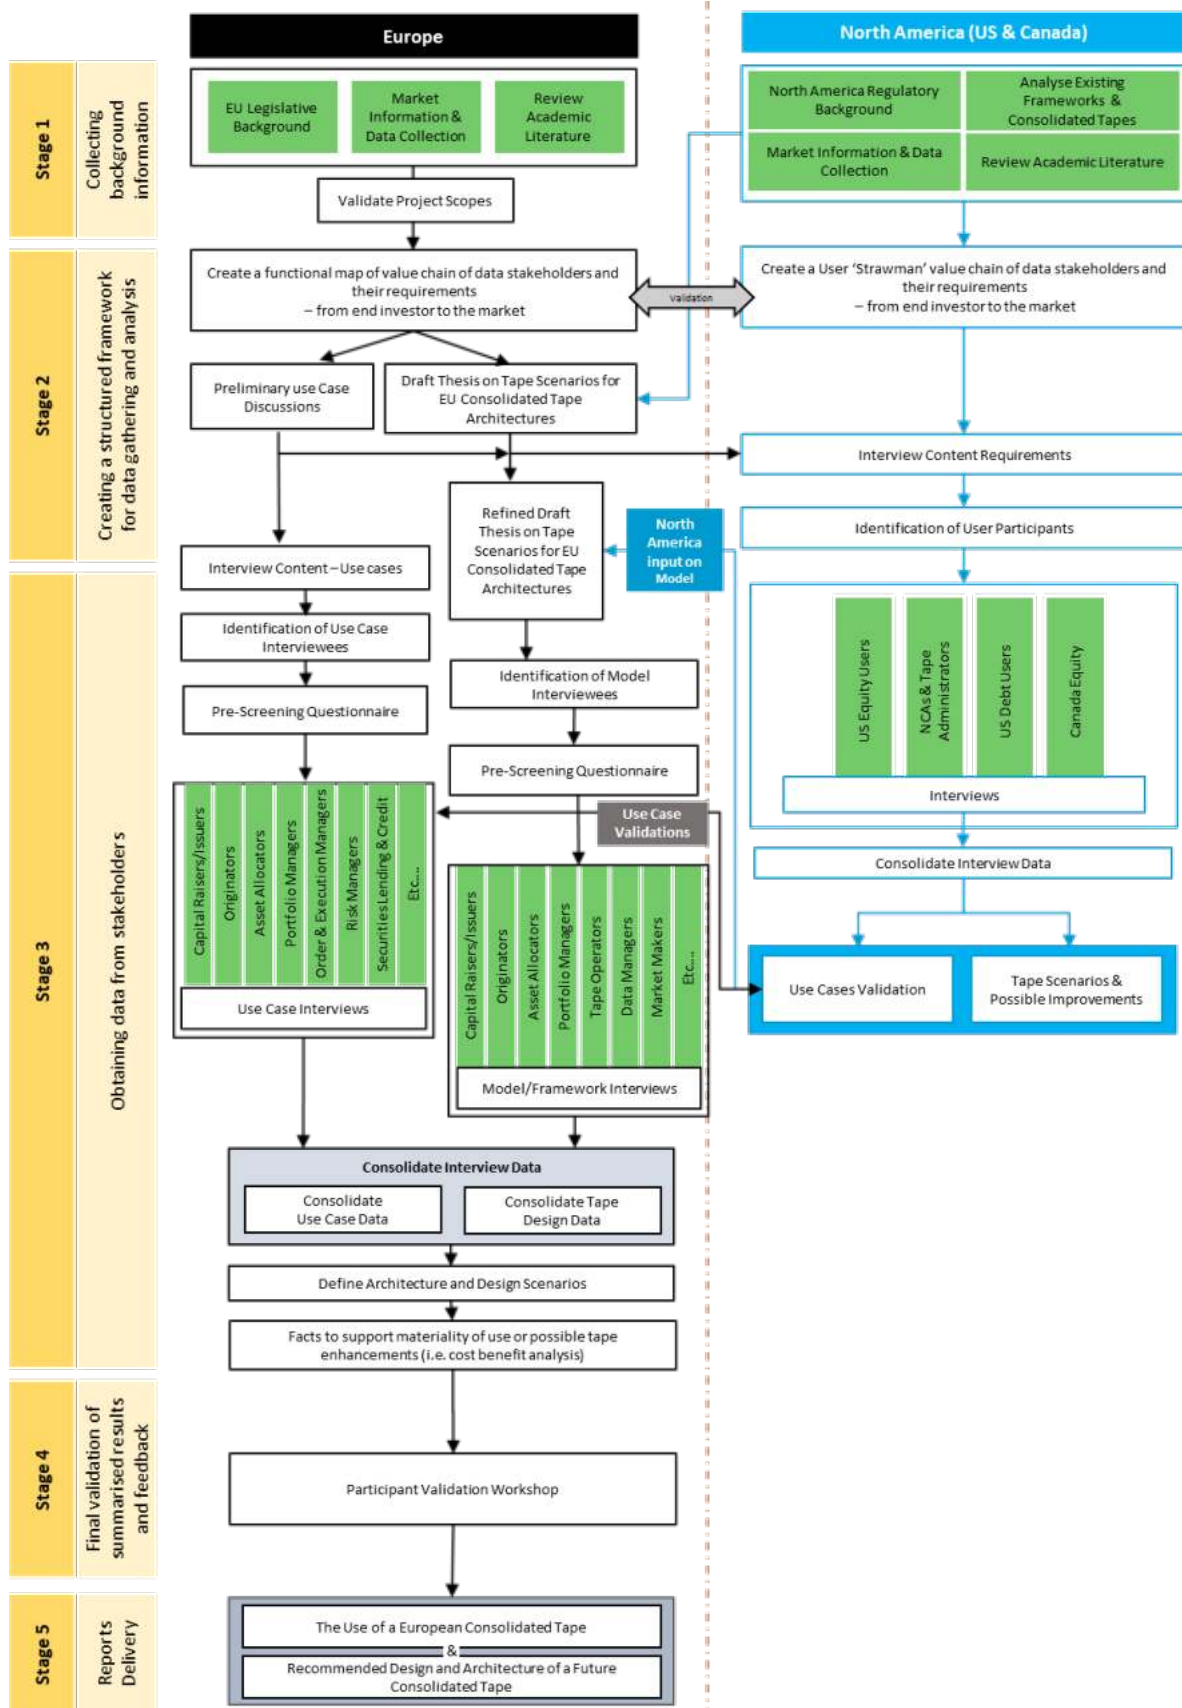 Europe
North America (US & Canada)
Stage 1
Collecting
background
information
EU Legislative
Background
Market
Information &
Data Collection
Review
Academic
Literature
North America Regulatory
Background
Analyse Existing
Frameworks &
Consolidated Tapes
Market Information & Data
Collection
Review Academic Literature
Validate Project Scopes
Stage 2
Creating a structured framework
for data gathering and analysis
Create a functional map of value chain of data stakeholders and
their requirements
– from end investor to the market
Validation
Create a User ‘Strawman’ value chain of data stakeholders and
their requirements
– from end investor to the market
Preliminary use Case
Discussions
Draft Thesis on Tape Scenarios for
EU Consolidated Tape
Architectures
Interview Content Requirements
Refined Draft
Thesis on Tape
Scenarios for EU
Consolidated Tape
Architectures
North
America
input on
Model
Identification of User Participants
Stage 3
Obtaining data from stakeholders
Interview Content – Use cases
Identification of Use Case
Interviewees
Pre-Screening Questionnaire
Identification of Model
Interviewees
Pre-Screening Questionnaire
US Equity Users
NCAs & Tape
Administrators
US Debt Users
Canada Equity
Interviews
Use Case
Validations
Capital Raisers/Issuers
Originators
Asset Allocators
Portfolio Managers
Order & Execution Managers
Risk Managers
Securities Lending & Credit
Etc....
Use Case Interviews
Capital Raisers/Issuers
Originators
Asset Allocators
Portfolio Managers
Tape Operators
Data Managers
Market Makers
Etc....
Model/Framework Interviews
Consolidate Interview Data
Use Cases Validation
Tape Scenarios &
Possible Improvements
Consolidate Interview Data
Consolidate
Use Case Data
Consolidate Tape
Design Data
Define Architecture and Design Scenarios
Facts to support materiality of use or possible tape
enhancements (i.e. cost benefit analysis)
Stage 4
Final validation of
summarised results
and feedback
Participant Validation Workshop
Stage 5
Reports
Delivery
The Use of a European Consolidated Tape
&
Recommended Design and Architecture of a Future
Consolidated Tape